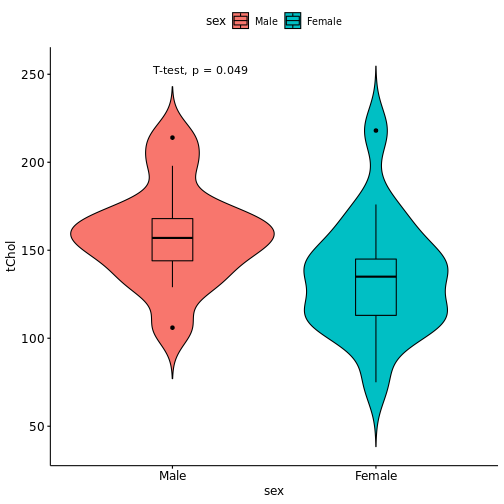 sex Male Female
T-test, p = 0.049
250
200
150
100
50
tChol
Male Female
sex